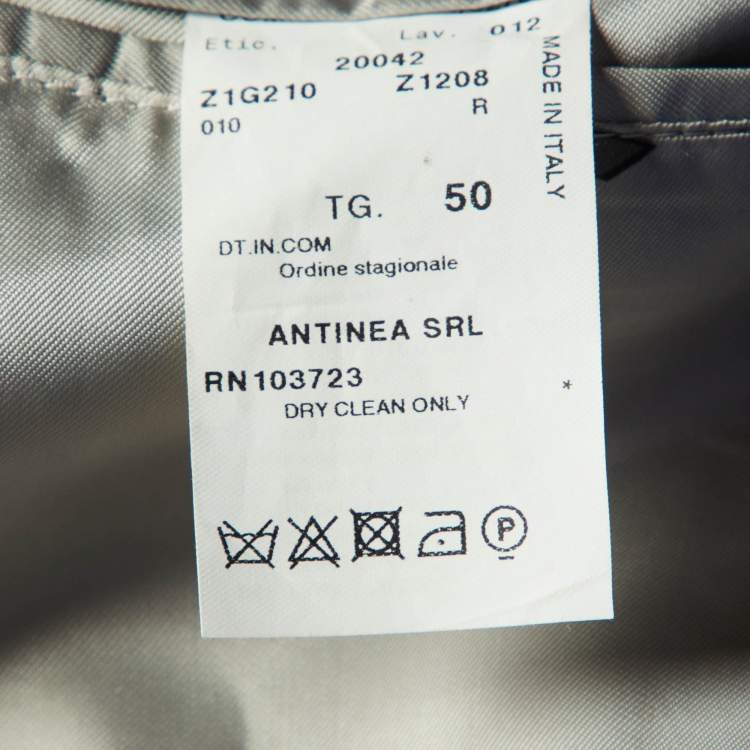 Etic. Lav. 012
20042
Z1G210 Z1208
010 R
MADE IN ITALY
TG. 50
DT.IN.COM
Ordine stagionale
ANTINEA SRL
RN103723
*
DRY CLEAN ONLY
P